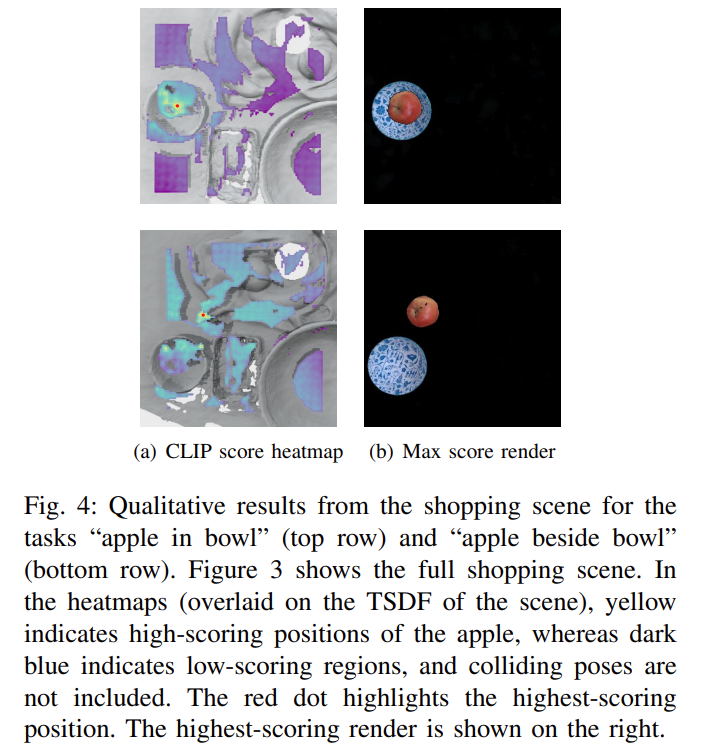 (a) CLIP score heatmap (b) Max score render
Fig. 4: Qualitative results from the shopping scene for the
tasks “apple in bowl” (top row) and “apple beside bowl”
(bottom row). Figure 3 shows the full shopping scene. In
the heatmaps (overlaid on the TSDF of the scene), yellow
indicates high-scoring positions of the apple, whereas dark
blue indicates low-scoring regions, and colliding poses are
not included. The red dot highlights the highest-scoring
position. The highest-scoring render is shown on the right.